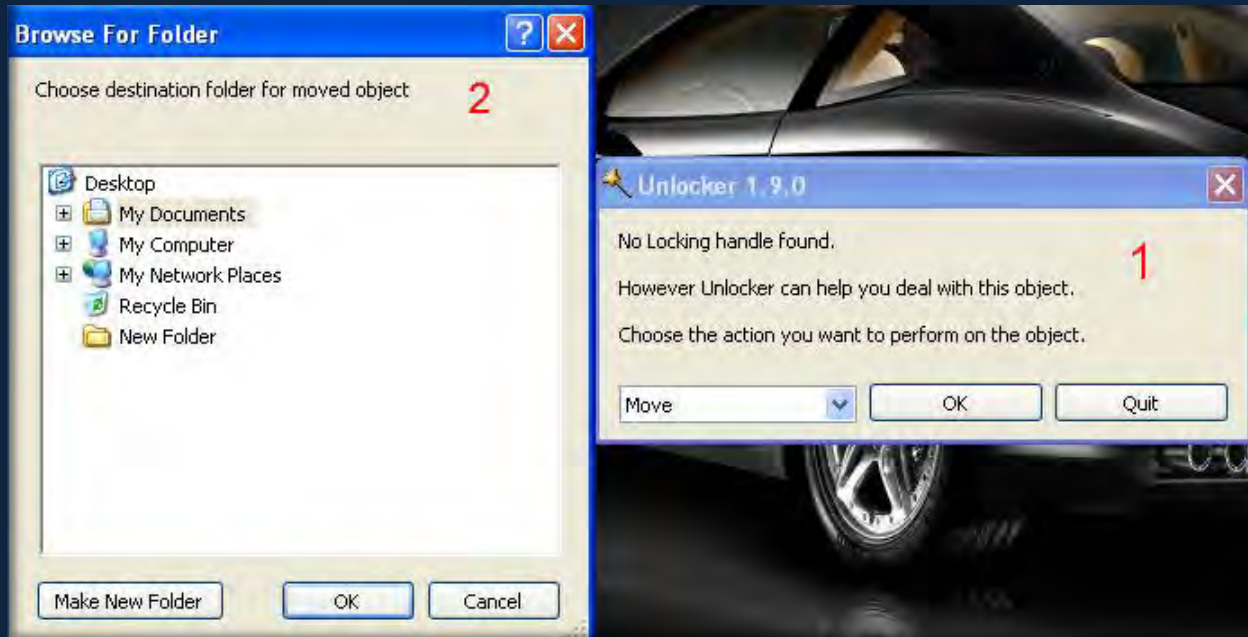 Browse For Folder
Choose destination folder for moved object
2
Desktop
My Documents
My Computer
My Network Places
Recycle Bin
New Folder
Make New Folder
OK
Cancel
Unlocker 1.9.0
No Locking handle found.
1
However Unlocker can help you deal with this object.
Choose the action you want to perform on the object.
Move
OK
Quit